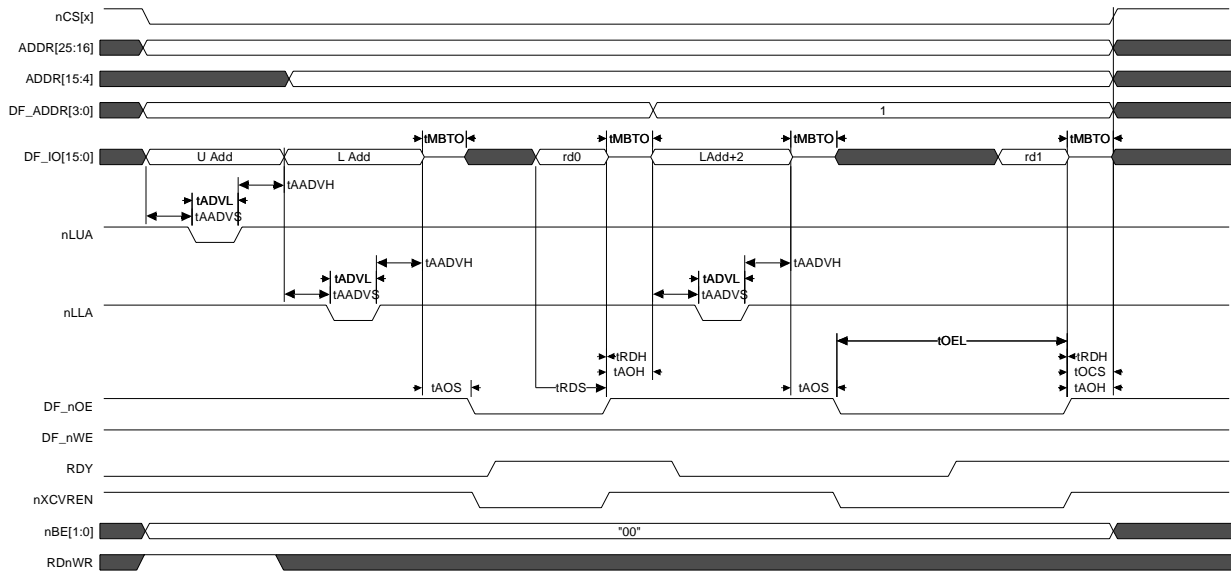 nCS[x]
ADDR[25:16]
ADDR[15:4]
DF_ADDR[3:0] 1
tMBTO tMBTO tMBTO tMBTO
DF_IO[15:0] U Add L Add rd0 LAdd+2 rd1
tAADVH
tADVL
tAADVS
nLUA
tAADVH tAADVH
tADVL tADVL
tAADVS tAADVS
nLLA
tOEL
tRDH tRDH
tAOH tOCS
tAOS tRDS tAOS tAOH
DF_nOE
DF_nWE
RDY
nXCVREN
nBE[1:0] "00"
RDnWR